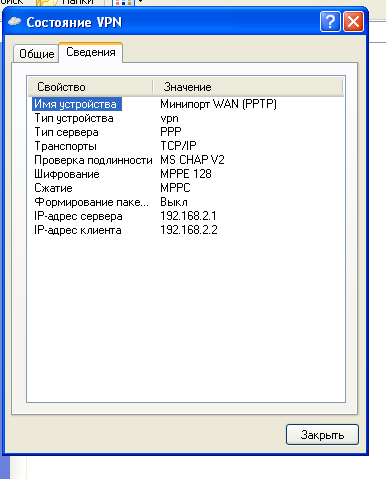 Папки
Состояние VPN
Общие
Сведения
Свойство Значение
Имя устройства Минипорт WAN (PPTP)
Тип устройства vpn
Тип сервера PPP
Транспорты TCP/IP
Проверка подлинности MS CHAP V2
Шифрование MPPE 128
Сжатие MPPC
Формирование паке... Выкл
IP-адрес сервера 192.168.2.1
IP-адрес клиента 192.168.2.2
Закрыть